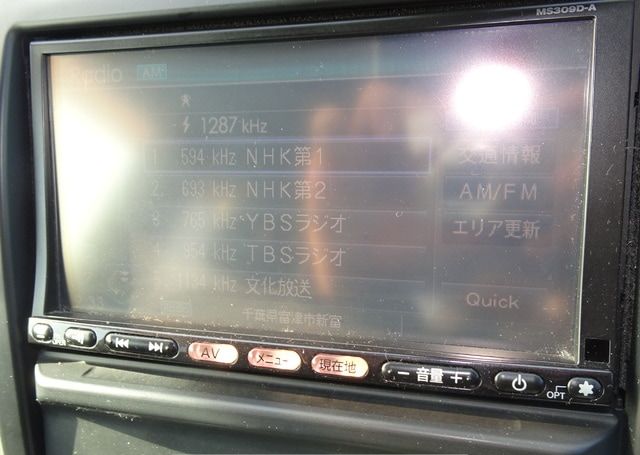 MS309D-A
Radio AM
1287 kHz
1 594 kHz NHK第1 交通情報
2. 693 kHz NHK第2 AM/FM
3. 765 kHz YBSラジオ エリア更新
4. 954 kHz TBSラジオ
1134 kHz 文化放送 Quick
千葉県富津市新富
AV メニュー 現在地 − 音量 + OPT